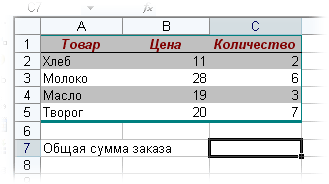 C7 fx
A B C
1 Товар Цена Количество
2 Хлеб 11 2
3 Молоко 28 6
4 Масло 19 3
5 Творог 20 7
6
7 Общая сумма заказа
8